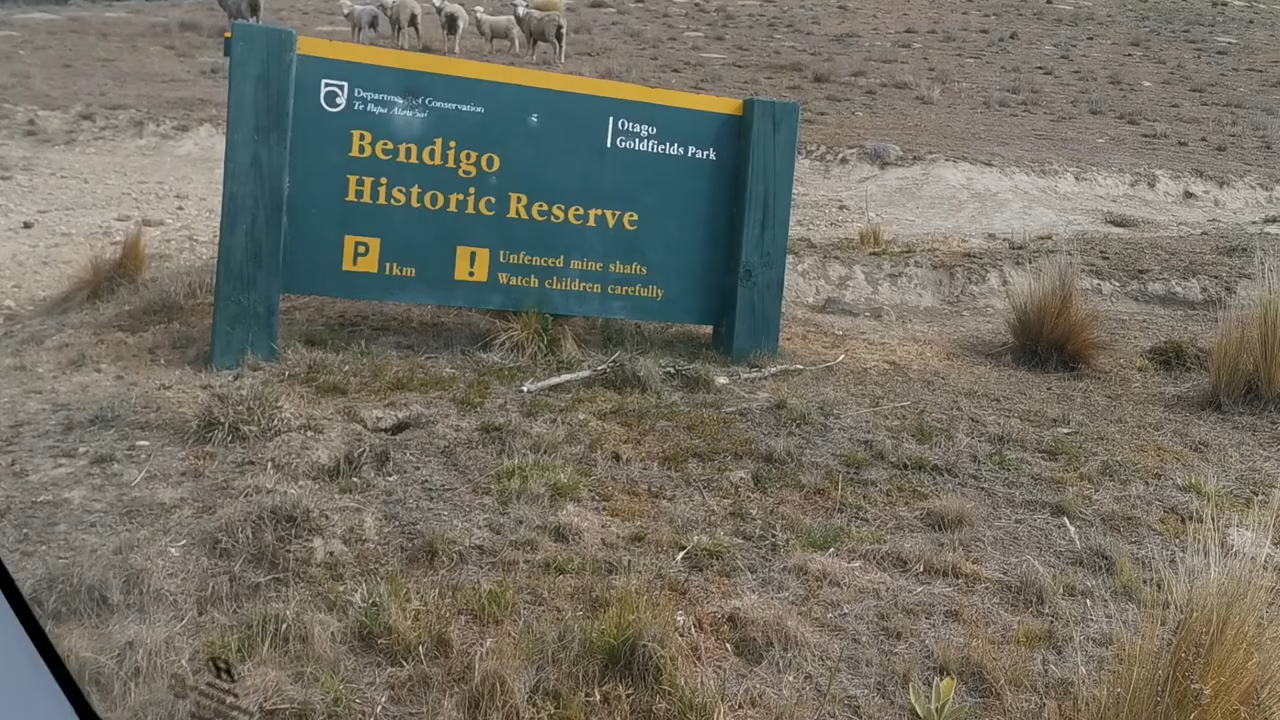 Department of Conservation
Te Papa Atawhai
Otago
Goldfields Park
Bendigo
Historic Reserve
P 1km
! Unfenced mine shafts
Watch children carefully